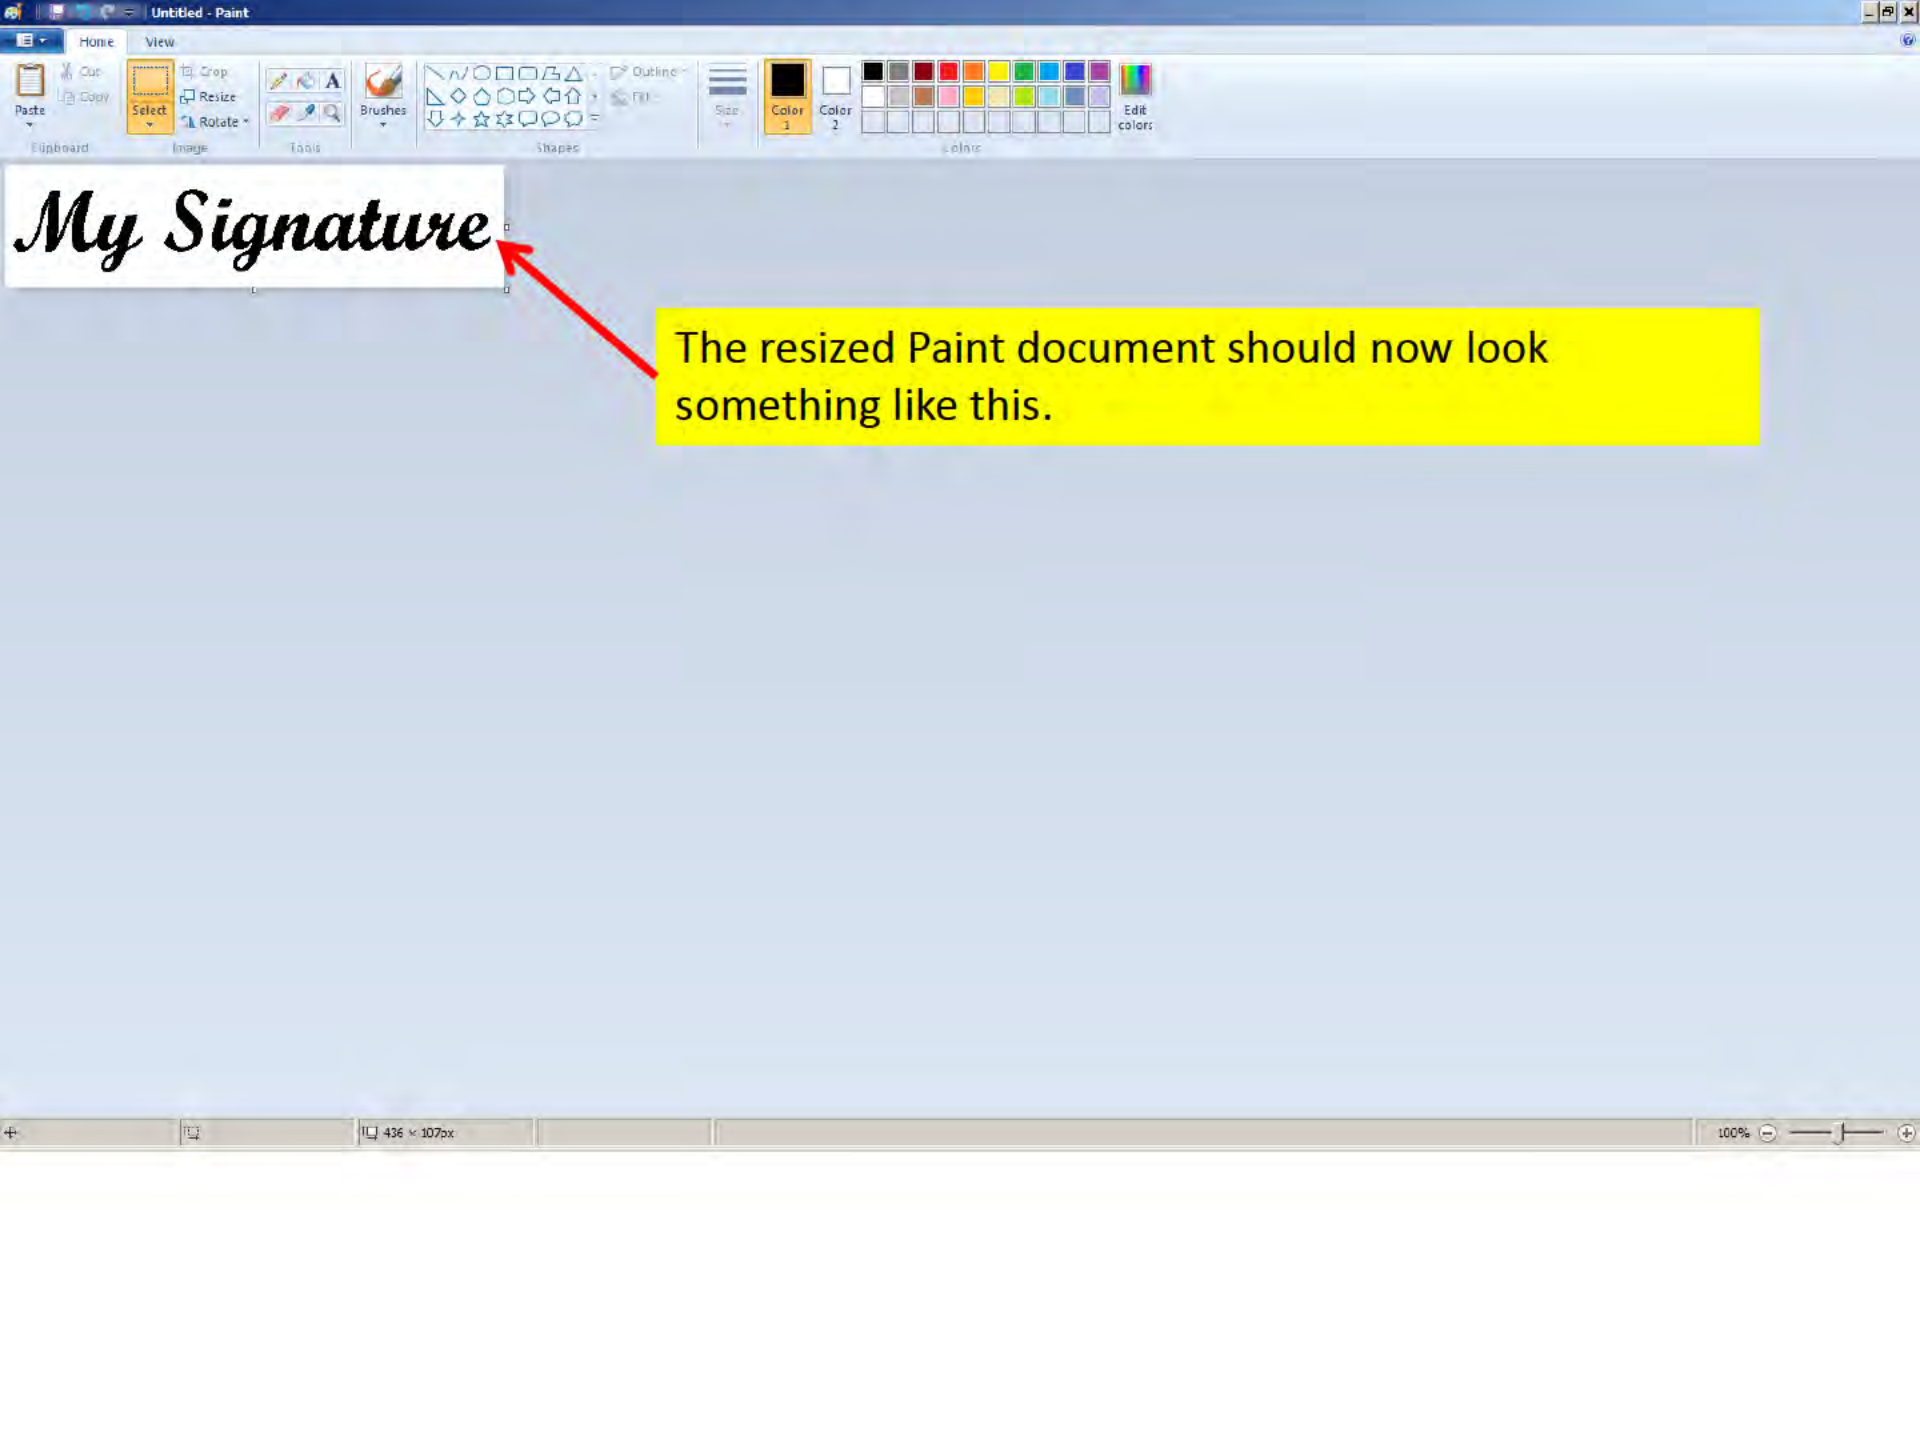 Untitled - Paint
Home View
Paste
Cut
Copy
Clipboard
Select
Crop
Resize
Rotate
Image
Tools
Brushes
Shapes
Outline
Fill
Size
Color 1
Color 2
Colors
Edit colors
My Signature
The resized Paint document should now look
something like this.
436 × 107px
100%